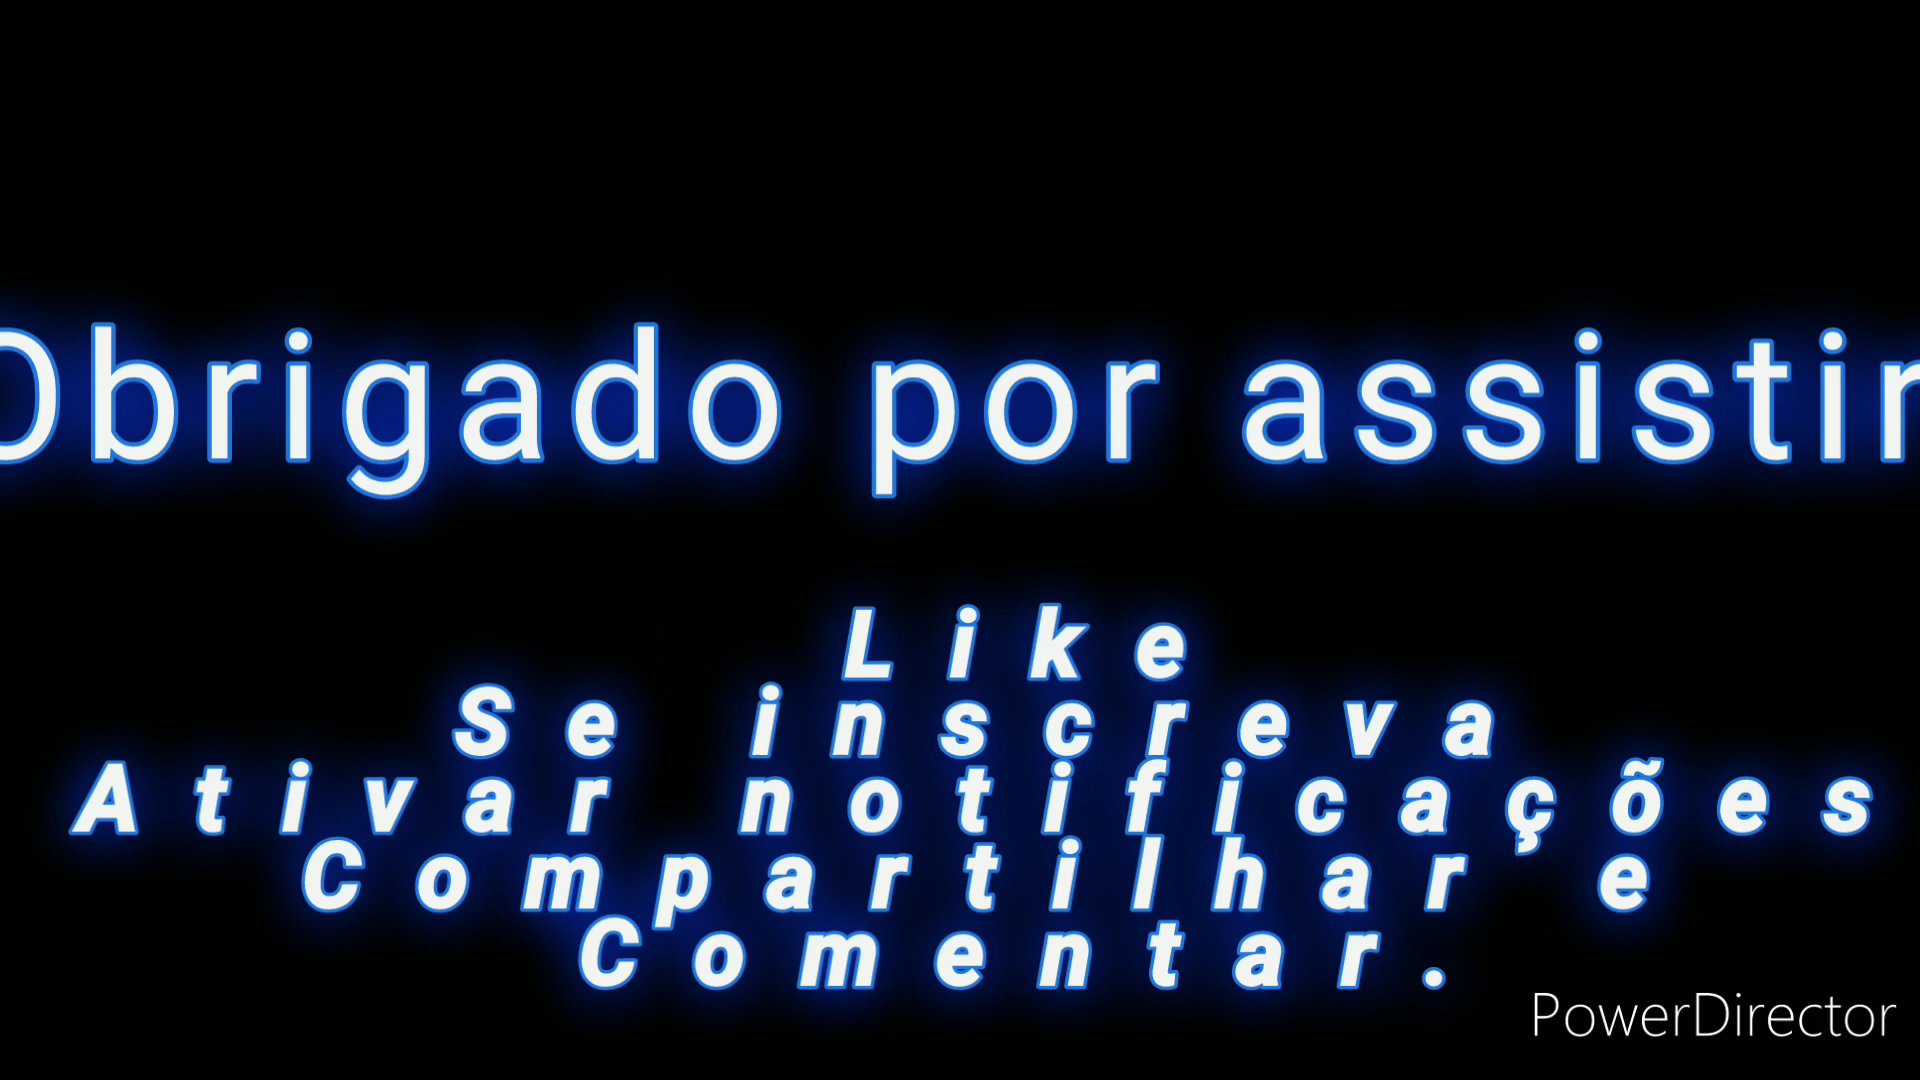 Obrigado por assistir
Like
Se inscreva
Ativar notificações
Compartilhar e
Comentar.
PowerDirector